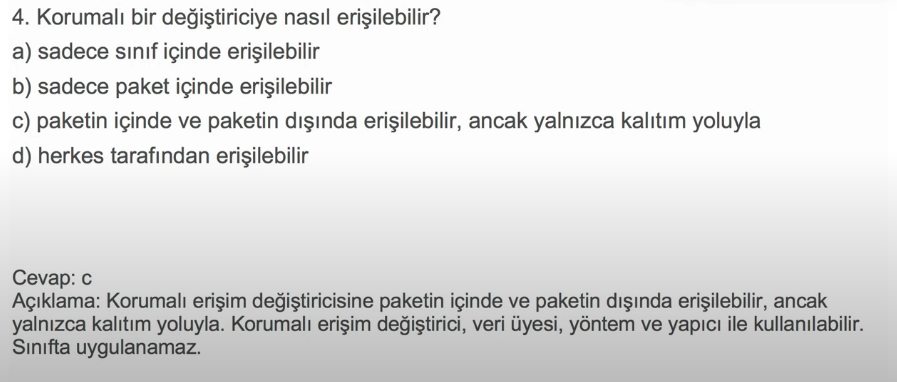 4. Korumalı bir değiştiriciye nasıl erişilebilir?
a) sadece sınıf içinde erişilebilir
b) sadece paket içinde erişilebilir
c) paketin içinde ve paketin dışında erişilebilir, ancak yalnızca kalıtım yoluyla
d) herkes tarafından erişilebilir
Cevap: c
Açıklama: Korumalı erişim değiştiricisine paketin içinde ve paketin dışında erişilebilir, ancak
yalnızca kalıtım yoluyla. Korumalı erişim değiştirici, veri üyesi, yöntem ve yapıcı ile kullanılabilir.
Sınıfta uygulanamaz.